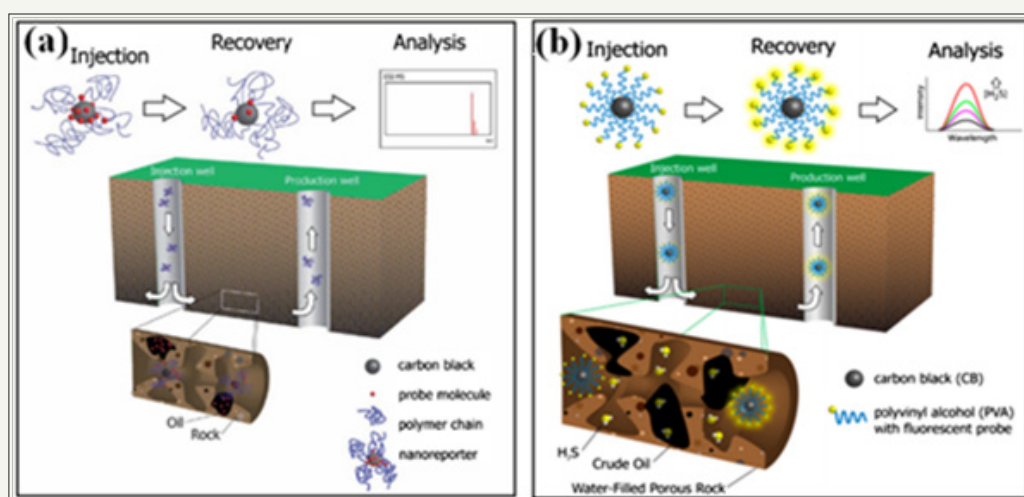 (a)
Injection
Recovery
Analysis
Injection well
Production well
carbon black
probe molecule
polymer chain
nanoreporter
Oil
Rock
(b)
Injection
Recovery
Analysis
Intensity
[H₂S]
Wavelength
Injection well
Production well
carbon black (CB)
polyvinyl alcohol (PVA)
with fluorescent probe
H₂S
Crude Oil
Water-Filled Porous Rock